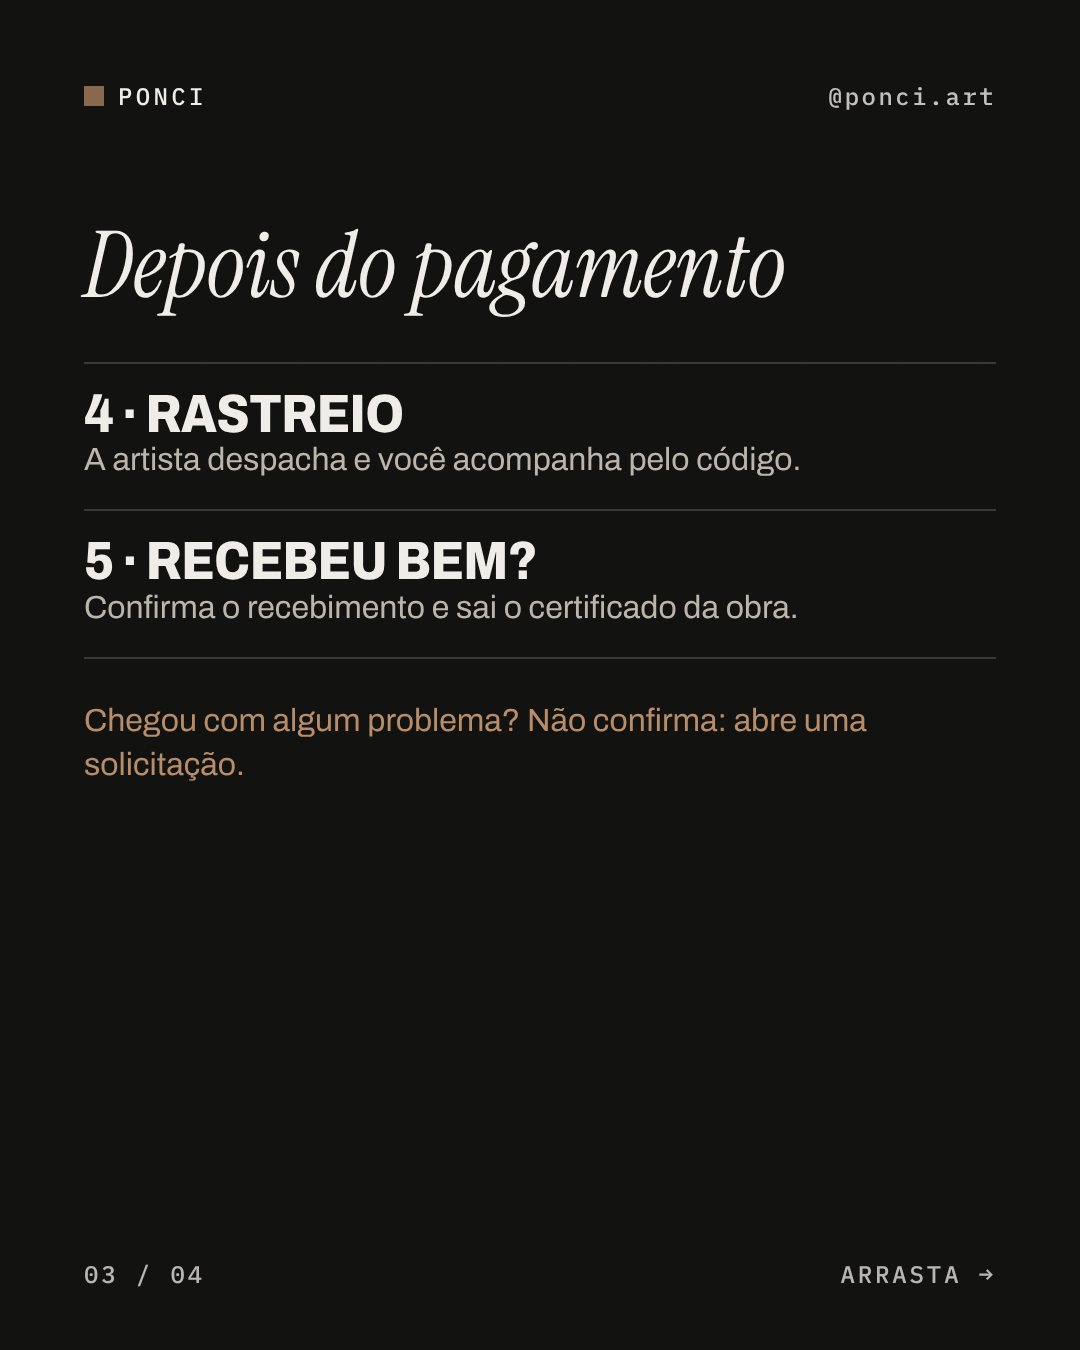 PONCI
@ponci.art
Depois do pagamento
4 · RASTREIO
A artista despacha e você acompanha pelo código.
5 · RECEBEU BEM?
Confirma o recebimento e sai o certificado da obra.
Chegou com algum problema? Não confirma: abre uma
solicitação.
03 / 04
ARRASTA →